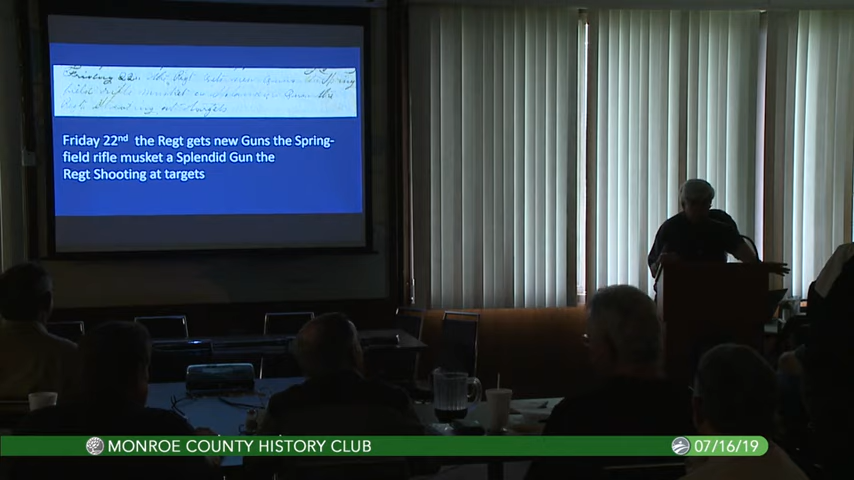 Friday 22nd the Regt gets new Guns the Spring-
field rifle musket a Splendid Gun the
Regt Shooting at targets
MONROE COUNTY HISTORY CLUB
07/16/19